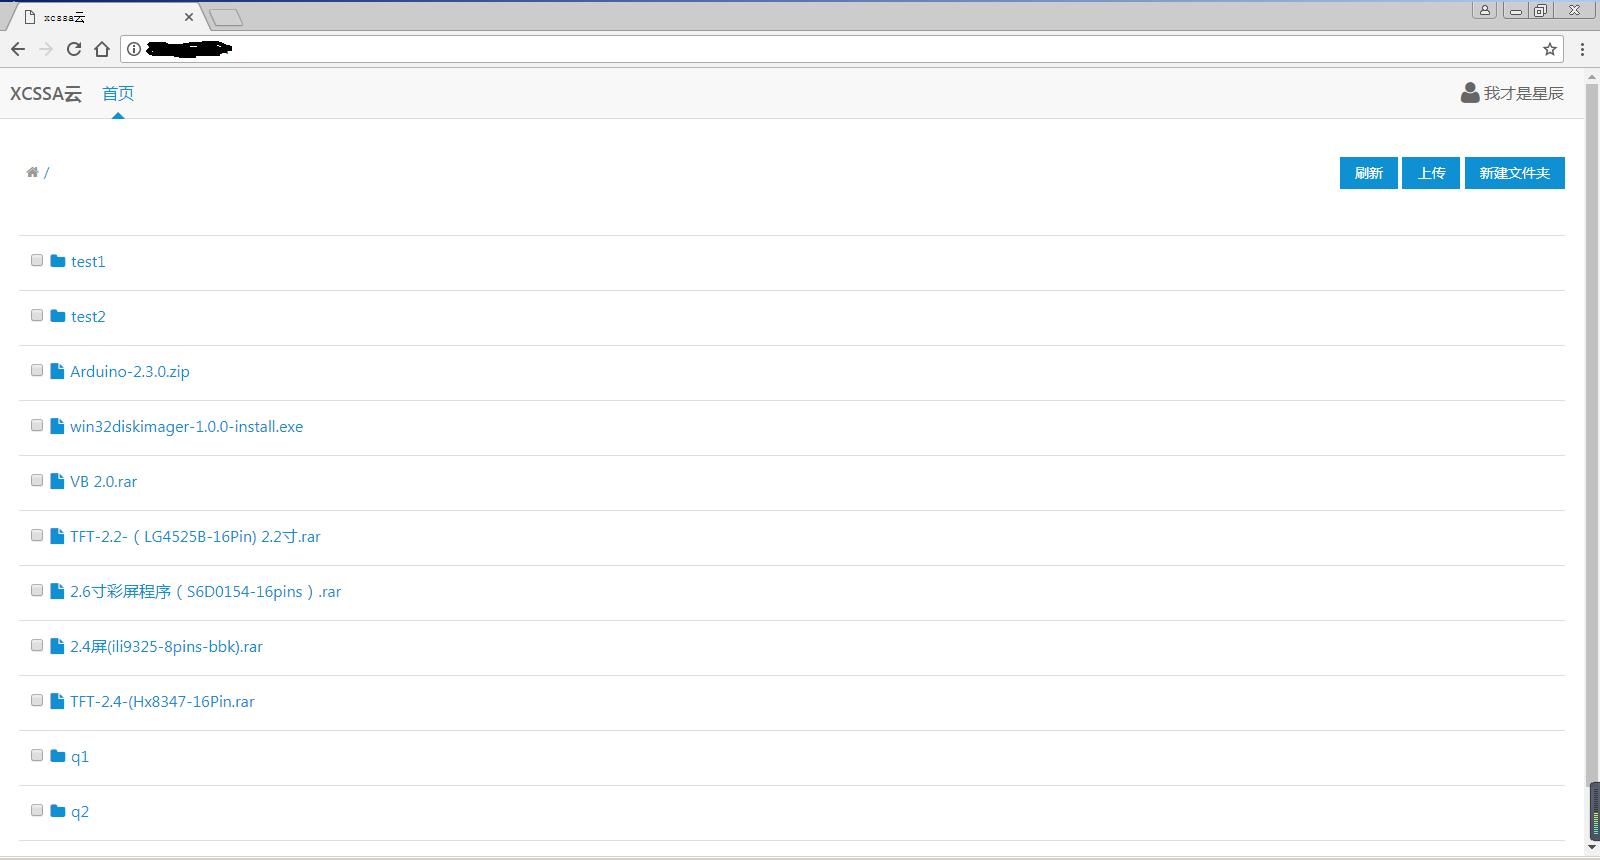 xcssa云
XCSSA云 首页 我才是星辰
/ 刷新 上传 新建文件夹
test1
test2
Arduino-2.3.0.zip
win32diskimager-1.0.0-install.exe
VB 2.0.rar
TFT-2.2-（LG4525B-16Pin) 2.2寸.rar
2.6寸彩屏程序（S6D0154-16pins）.rar
2.4屏(ili9325-8pins-bbk).rar
TFT-2.4-(Hx8347-16Pin.rar
q1
q2